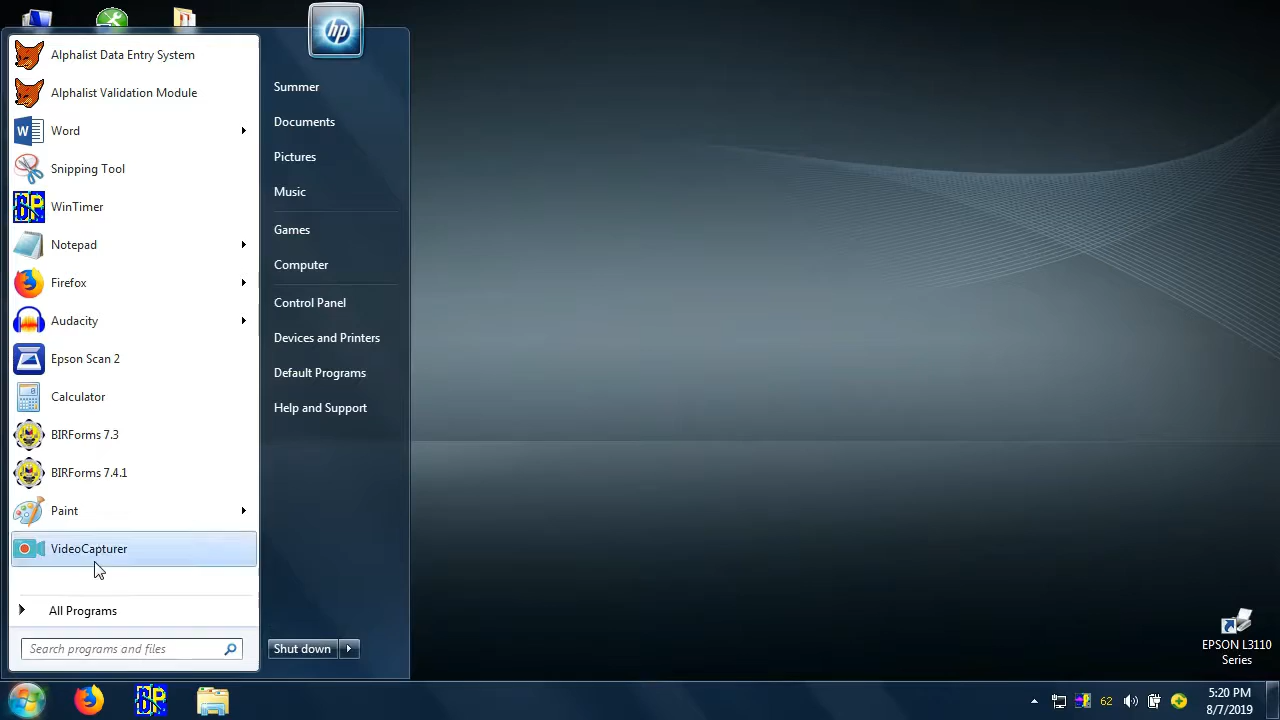 hp
Alphalist Data Entry System
Alphalist Validation Module
Word
Snipping Tool
WinTimer
Notepad
Firefox
Audacity
Epson Scan 2
Calculator
BIRForms 7.3
BIRForms 7.4.1
Paint
VideoCapturer
All Programs
Search programs and files
Summer
Documents
Pictures
Music
Games
Computer
Control Panel
Devices and Printers
Default Programs
Help and Support
Shut down
EPSON L3110
Series
62
5:20 PM
8/7/2019